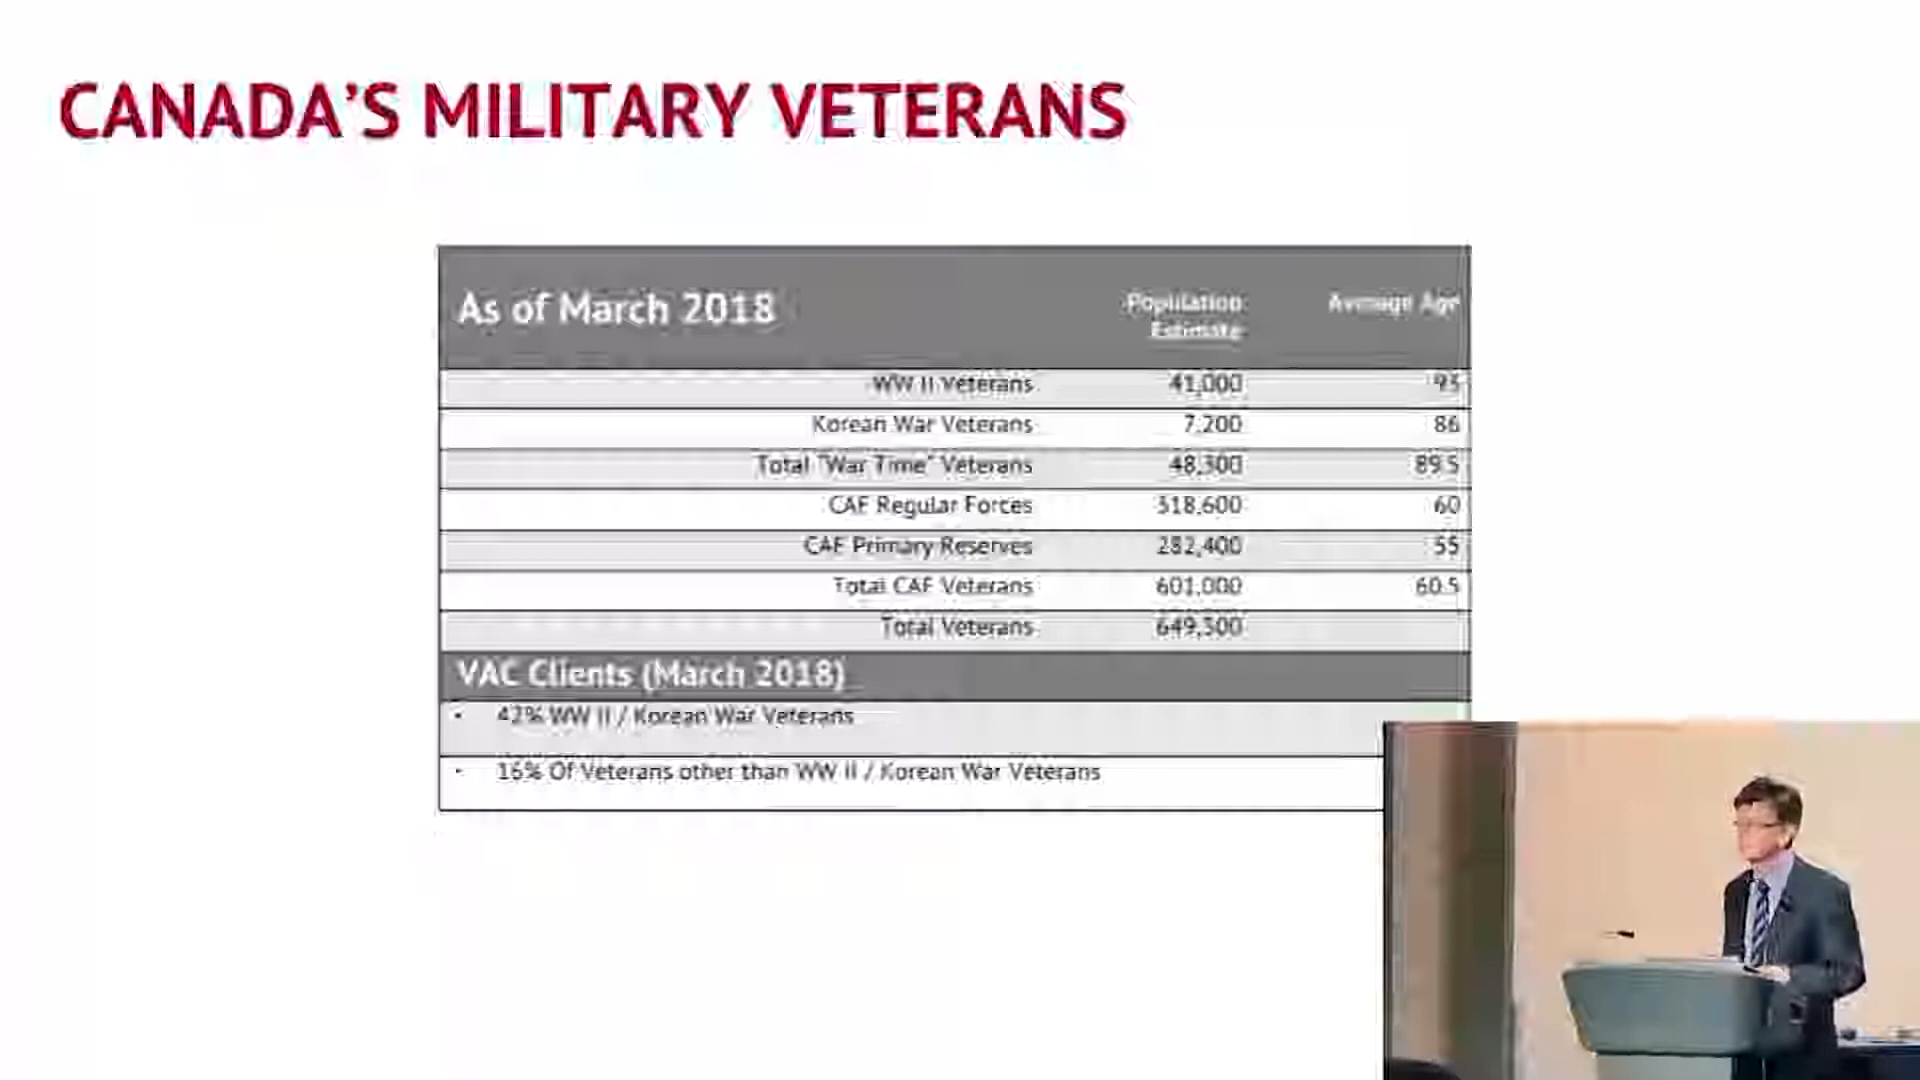 CANADA'S MILITARY VETERANS
As of March 2018 Population Estimate Average Age
WW II Veterans 41,000 93
Korean War Veterans 7,200 86
Total "War Time" Veterans 48,300 89.5
CAF Regular Forces 318,600 60
CAF Primary Reserves 282,400 55
Total CAF Veterans 601,000 60.5
Total Veterans 649,300
VAC Clients (March 2018)
• 42% WW II / Korean War Veterans
• 16% Of Veterans other than WW II / Korean War Veterans